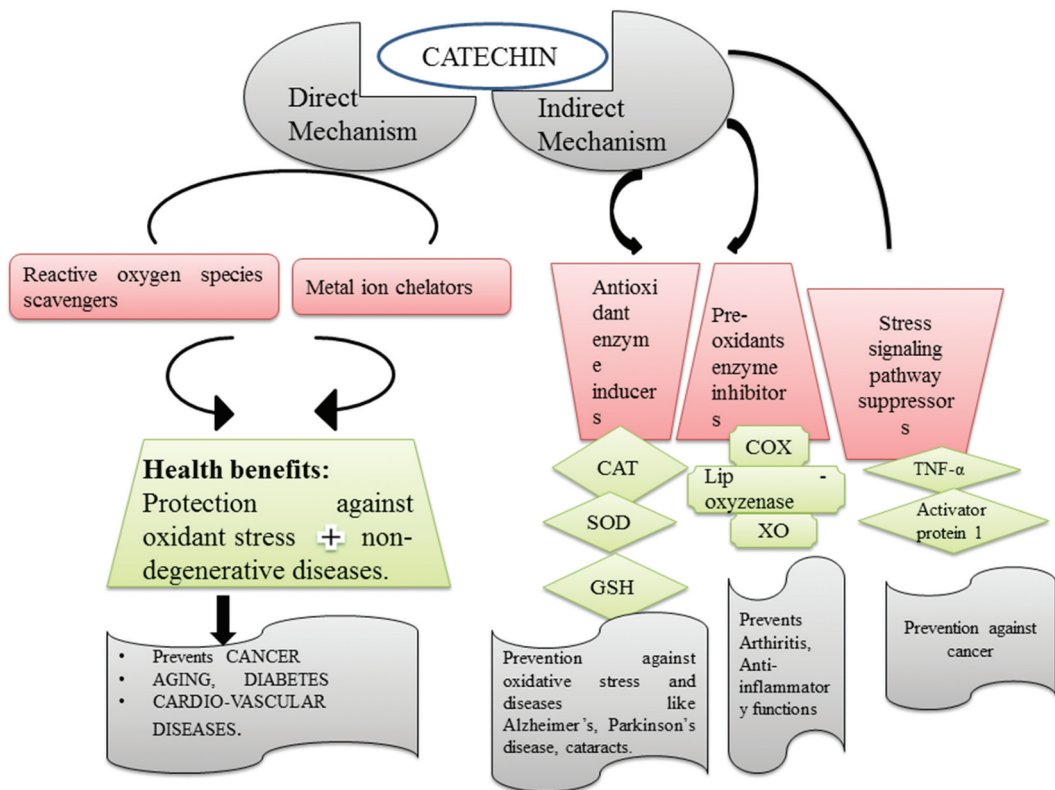 CATECHIN
Direct
Mechanism
Indirect
Mechanism
Reactive oxygen species
scavengers
Metal ion chelators
Health benefits:
Protection against
oxidant stress + non-
degenerative diseases.
• Prevents CANCER
• AGING, DIABETES
• CARDIO-VASCULAR
DISEASES.
Antioxi
dant
enzym
e
inducer
s
Pre-
oxidants
enzyme
inhibitor
s
Stress
signaling
pathway
suppressor
s
CAT
SOD
GSH
COX
Lip -
oxyzenase
XO
TNF-α
Activator
protein 1
Prevention against
oxidative stress and
diseases like
Alzheimer’s, Parkinson’s
disease, cataracts.
Prevents
Arthiritis,
Anti-
inflammator
y functions
Prevention against
cancer